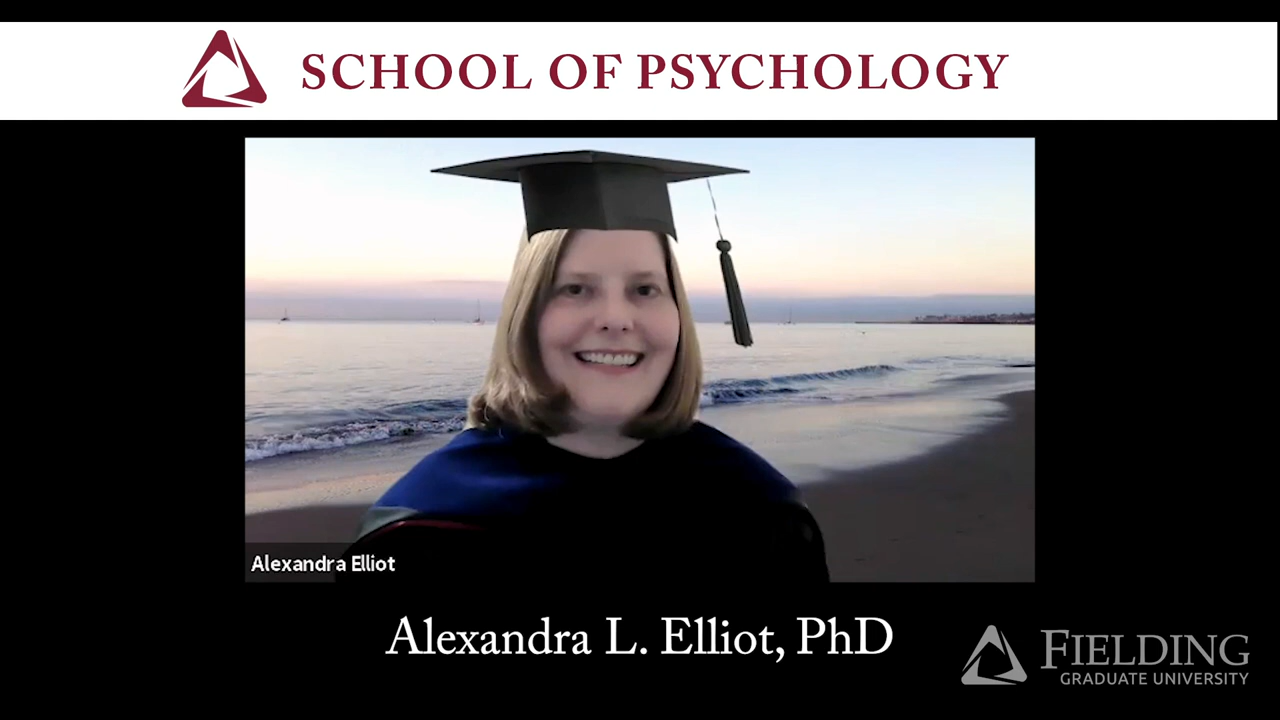 SCHOOL OF PSYCHOLOGY
Alexandra Elliot
Alexandra L. Elliot, PhD
FIELDING
GRADUATE UNIVERSITY